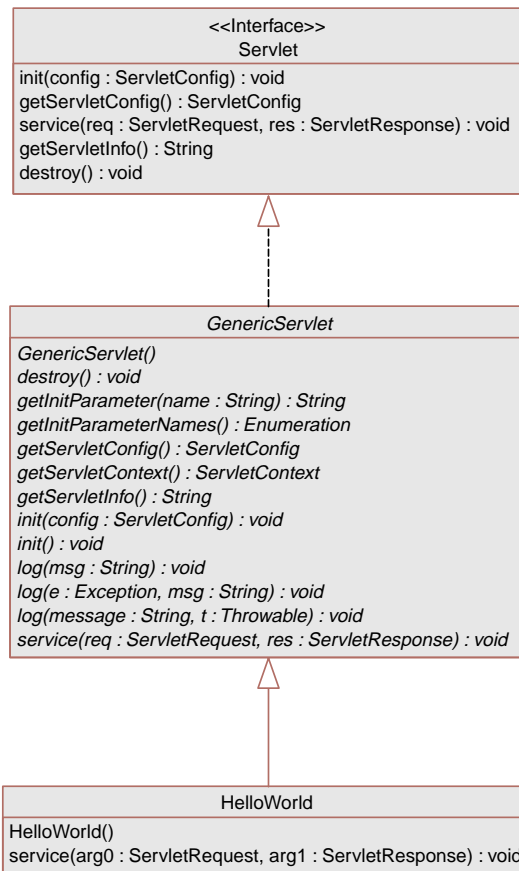 <<Interface>>
Servlet
init(config : ServletConfig) : void
getServletConfig() : ServletConfig
service(req : ServletRequest, res : ServletResponse) : void
getServletInfo() : String
destroy() : void
GenericServlet
GenericServlet()
destroy() : void
getInitParameter(name : String) : String
getInitParameterNames() : Enumeration
getServletConfig() : ServletConfig
getServletContext() : ServletContext
getServletInfo() : String
init(config : ServletConfig) : void
init() : void
log(msg : String) : void
log(e : Exception, msg : String) : void
log(message : String, t : Throwable) : void
service(req : ServletRequest, res : ServletResponse) : void
HelloWorld
HelloWorld()
service(arg0 : ServletRequest, arg1 : ServletResponse) : void